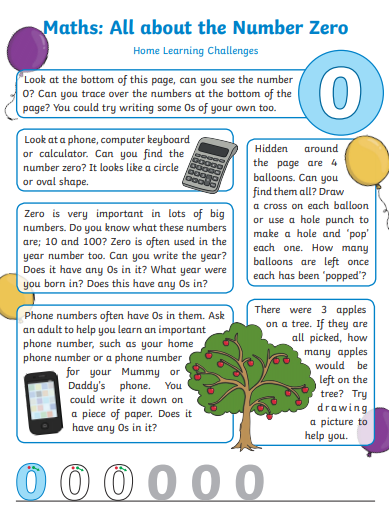 Maths: All about the Number Zero
Home Learning Challenges
Look at the bottom of this page, can you see the number
0? Can you trace over the numbers at the bottom of the
page? You could try writing some 0s of your own too.
0
Look at a phone, computer keyboard
or calculator. Can you find the
number zero? It looks like a circle
or oval shape.
Hidden around
the page are 4
balloons. Can you
find them all? Draw
a cross on each balloon
or use a hole punch to
make a hole and 'pop'
each one. How many
balloons are left once
each has been 'popped'?
Zero is very important in lots of big
numbers. Do you know what these numbers
are; 10 and 100? Zero is often used in the
year number too. Can you write the year?
Does it have any 0s in it? What year were
you born in? Does this have any 0s in?
Phone numbers often have 0s in them. Ask
an adult to help you learn an important
phone number, such as your home
phone number or a phone number
for your Mummy or
Daddy's phone. You
could write it down on
a piece of paper. Does it
have any 0s in it?
There were 3 apples
on a tree. If they are
all picked, how
many apples
would be
left on the
tree? Try
drawing
a picture to
help you.
0 0 0 0 0 0